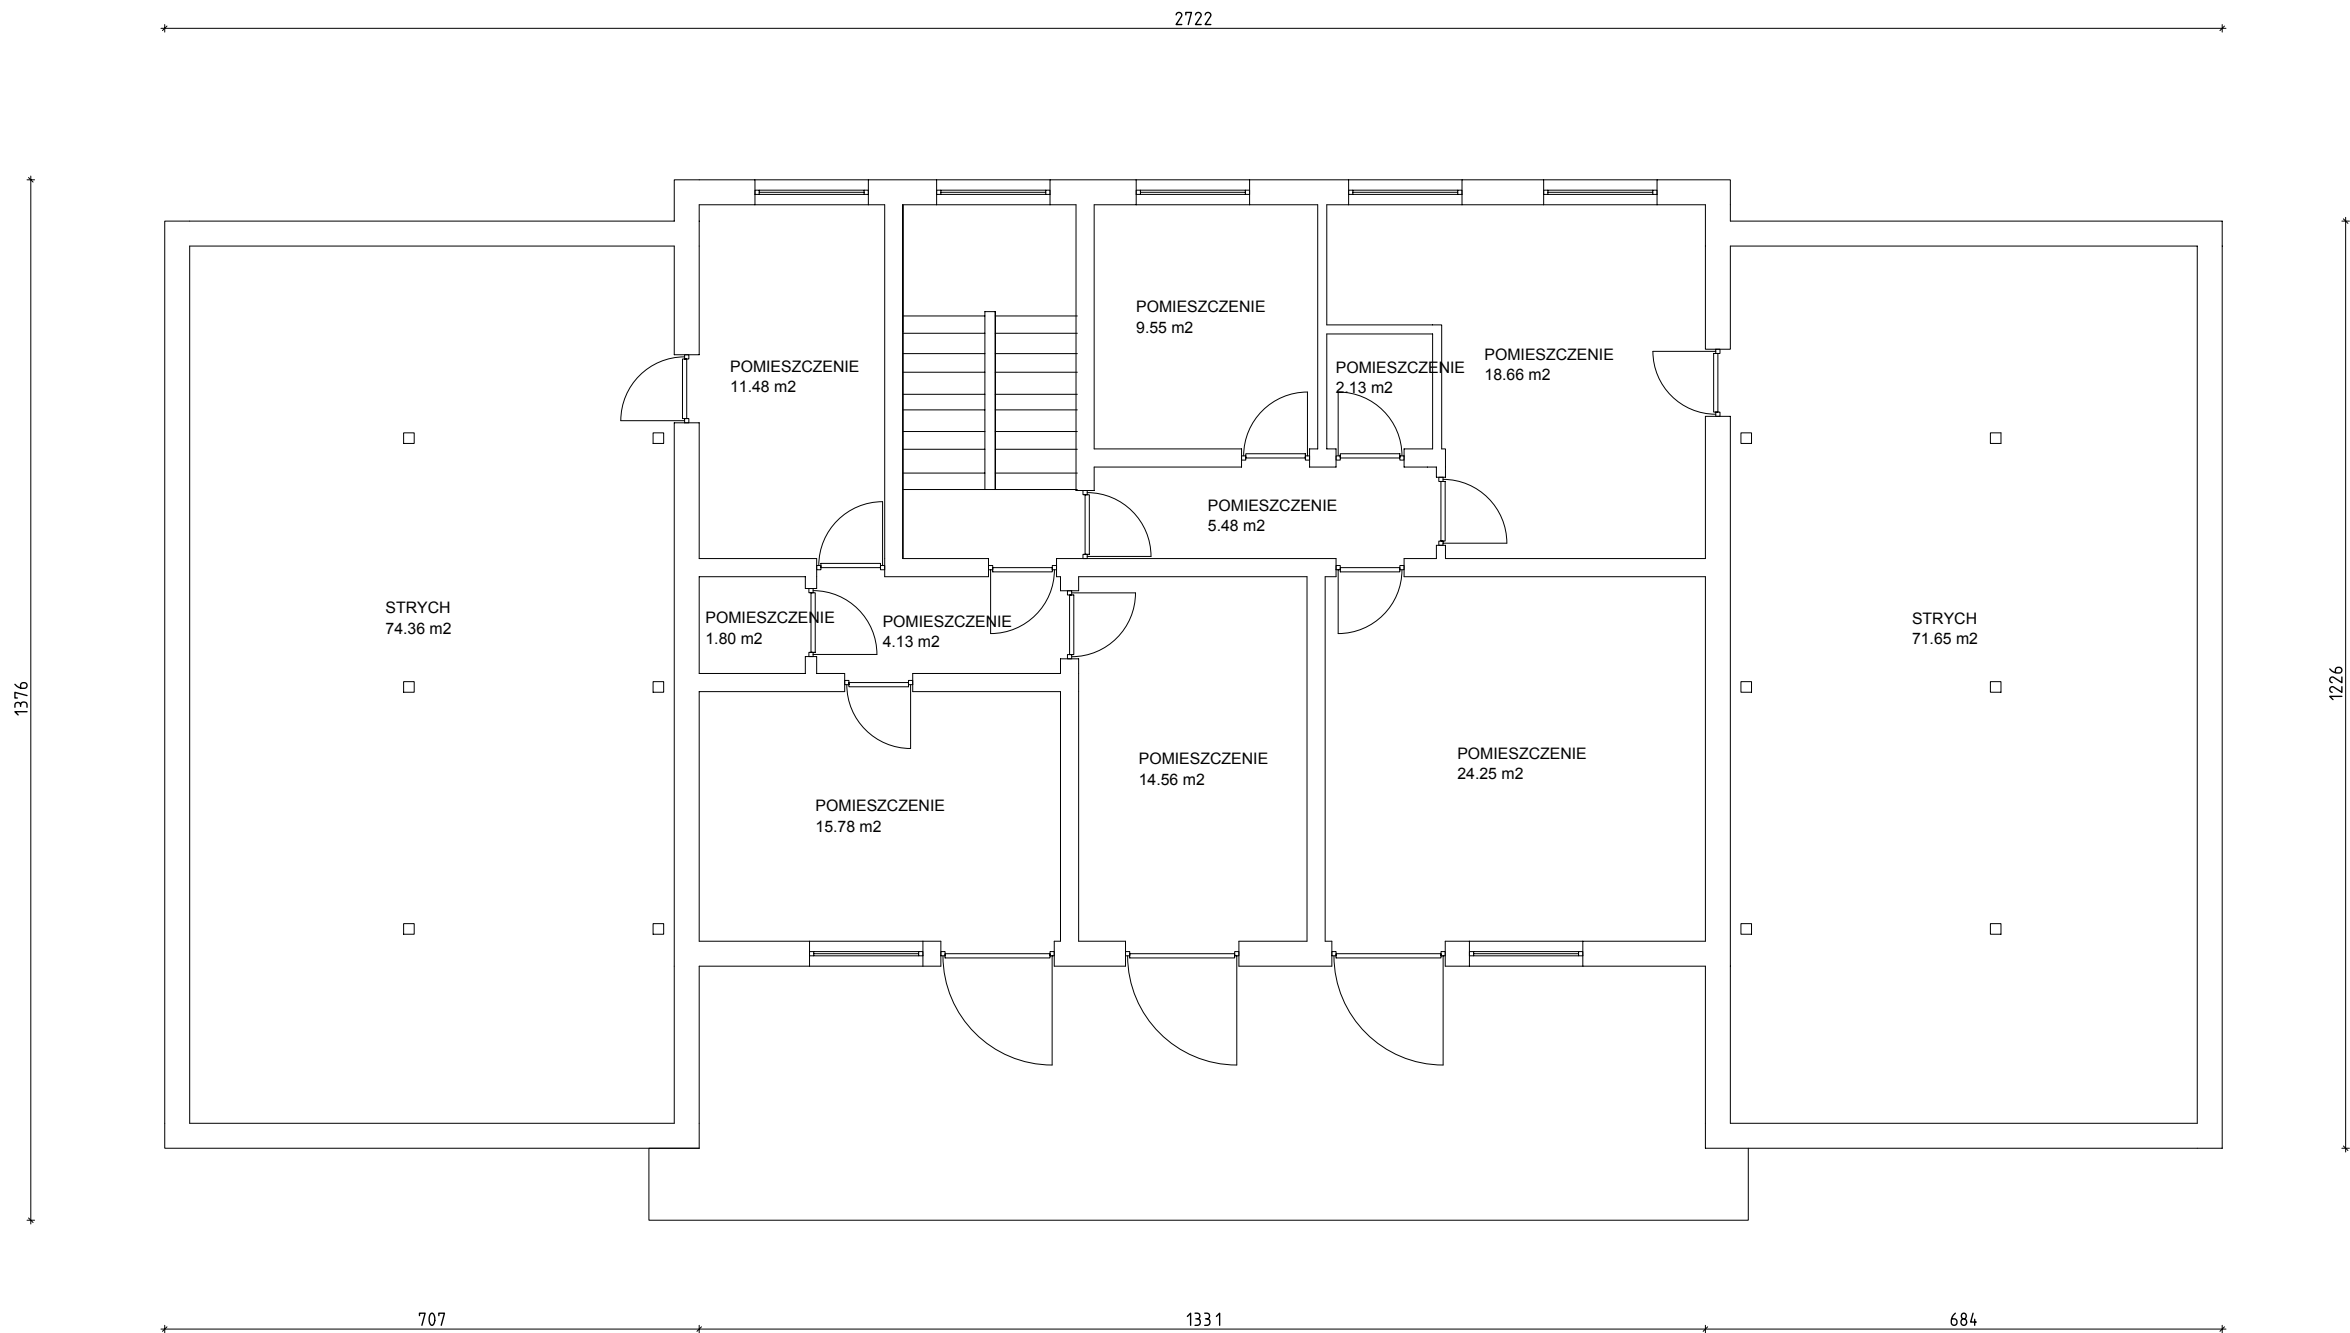 2722
POMIESZCZENIE
9.55 m2
POMIESZCZENIE
11.48 m2
POMIESZCZENIE
2.13 m2
POMIESZCZENIE
18.66 m2
POMIESZCZENIE
5.48 m2
STRYCH
74.36 m2
POMIESZCZENIE
1.80 m2
POMIESZCZENIE
4.13 m2
STRYCH
71.65 m2
1376
1226
POMIESZCZENIE
14.56 m2
POMIESZCZENIE
24.25 m2
POMIESZCZENIE
15.78 m2
707
1331
684